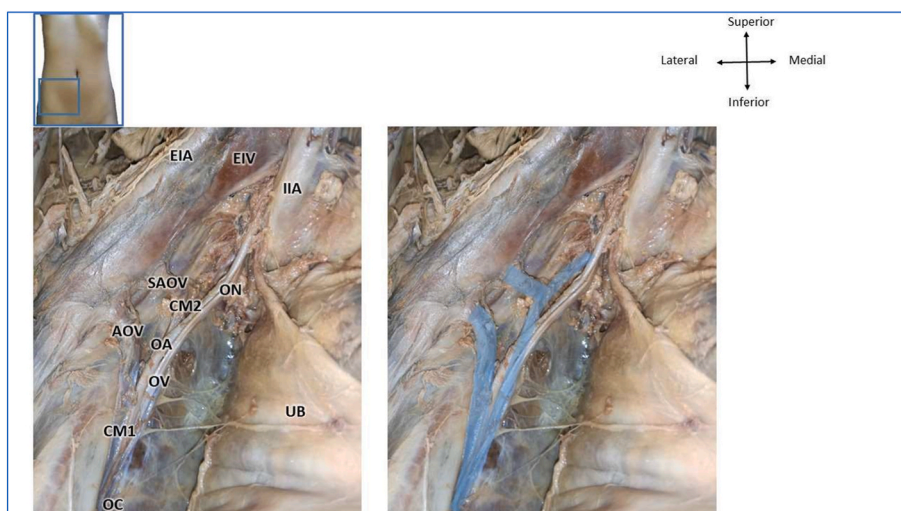 Superior
Lateral Medial
Inferior
EIA
EIV
IIA
SAOV
ON
CM2
AOV
OA
OV
UB
CM1
OC